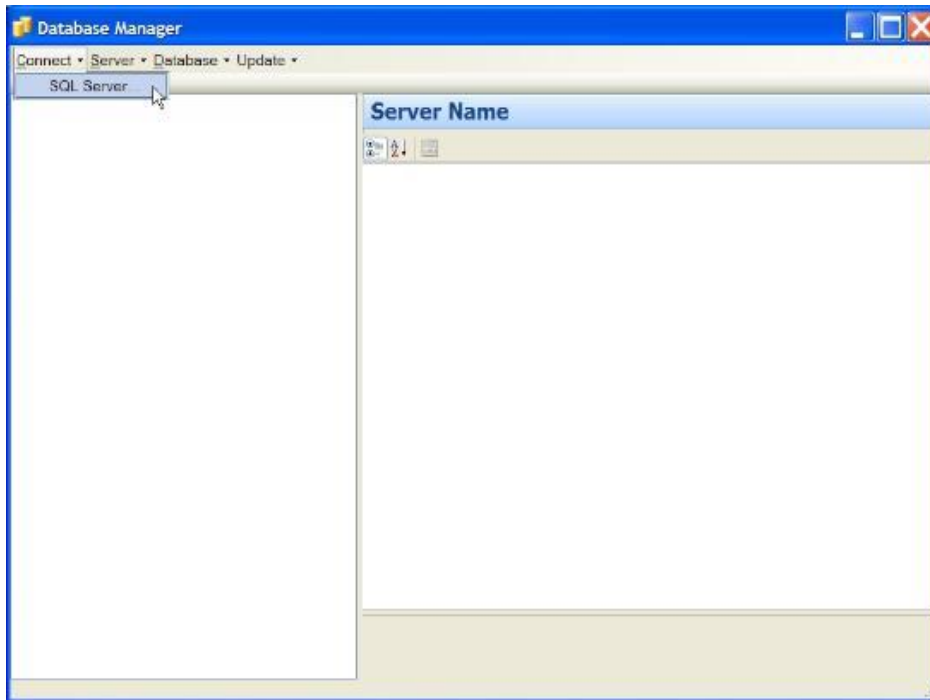 Database Manager
Connect Server Database Update
SQL Server
Server Name